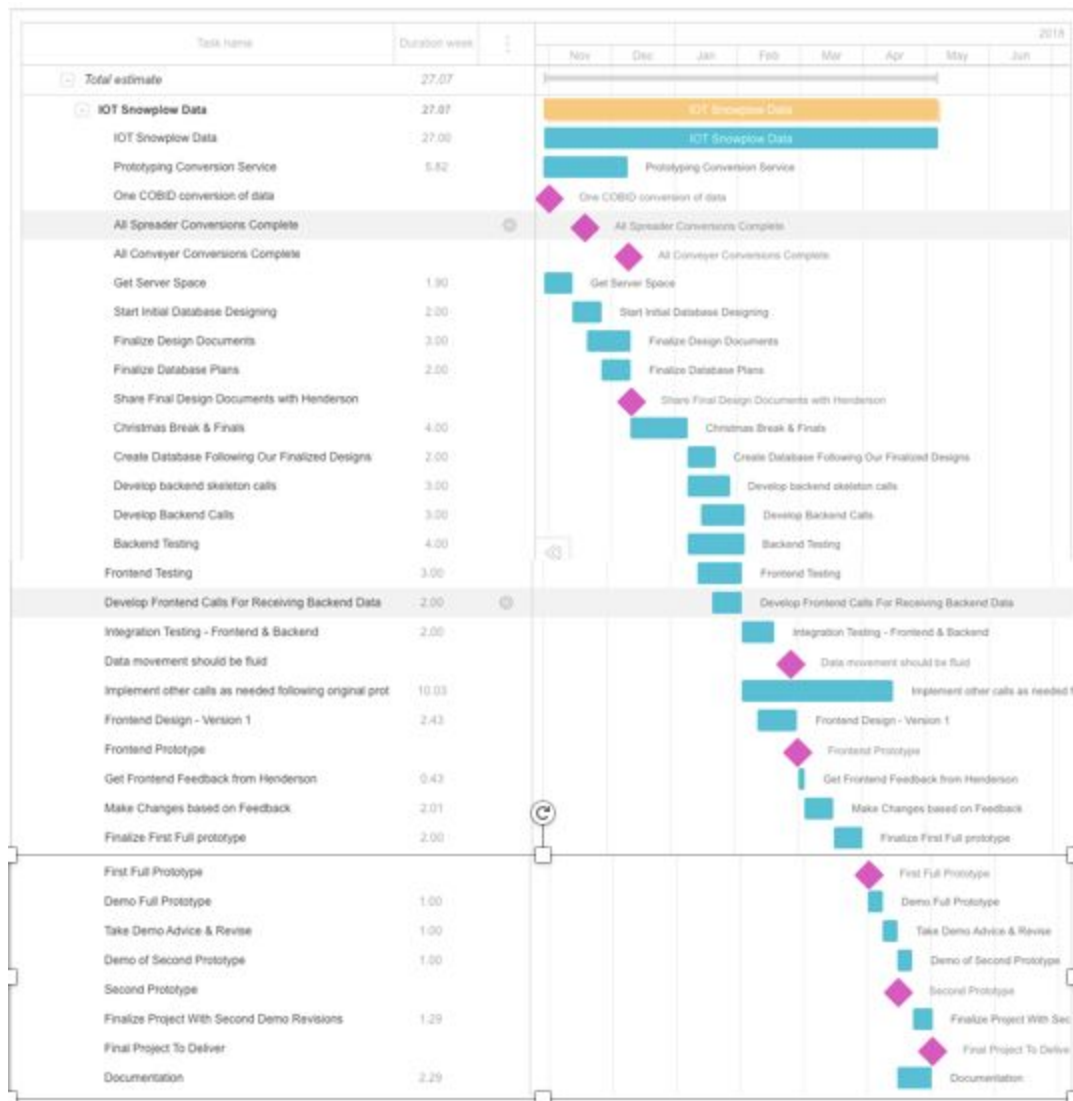 Task name Duration week 2018
Nov Dec Jan Feb Mar Apr May Jun
Total estimate 27.07
IOT Snowplow Data 27.07 IOT Snowplow Data
IOT Snowplow Data 27.00 IOT Snowplow Data
Prototyping Conversion Service 5.82 Prototyping Conversion Service
One COBID conversion of data One COBID conversion of data
All Spreader Conversions Complete All Spreader Conversions Complete
All Conveyer Conversions Complete All Conveyer Conversions Complete
Get Server Space 1.90 Get Server Space
Start Initial Database Designing 2.00 Start Initial Database Designing
Finalize Design Documents 3.00 Finalize Design Documents
Finalize Database Plans 2.00 Finalize Database Plans
Share Final Design Documents with Henderson Share Final Design Documents with Henderson
Christmas Break & Finals 4.00 Christmas Break & Finals
Create Database Following Our Finalized Designs 2.00 Create Database Following Our Finalized Designs
Develop backend skeleton calls 3.00 Develop backend skeleton calls
Develop Backend Calls 3.00 Develop Backend Calls
Backend Testing 4.00 Backend Testing
Frontend Testing 3.00 Frontend Testing
Develop Frontend Calls For Receiving Backend Data 2.00 Develop Frontend Calls For Receiving Backend Data
Integration Testing - Frontend & Backend 2.00 Integration Testing - Frontend & Backend
Data movement should be fluid Data movement should be fluid
Implement other calls as needed following original prot 10.03 Implement other calls as needed f
Frontend Design - Version 1 2.43 Frontend Design - Version 1
Frontend Prototype Frontend Prototype
Get Frontend Feedback from Henderson 0.43 Get Frontend Feedback from Henderson
Make Changes based on Feedback 2.01 Make Changes based on Feedback
Finalize First Full prototype 2.00 Finalize First Full prototype
First Full Prototype First Full Prototype
Demo Full Prototype 1.00 Demo Full Prototype
Take Demo Advice & Revise 1.00 Take Demo Advice & Revise
Demo of Second Prototype 1.00 Demo of Second Prototype
Second Prototype Second Prototype
Finalize Project With Second Demo Revisions 1.29 Finalize Project With Sec
Final Project To Deliver Final Project To Delive
Documentation 2.29 Documentation